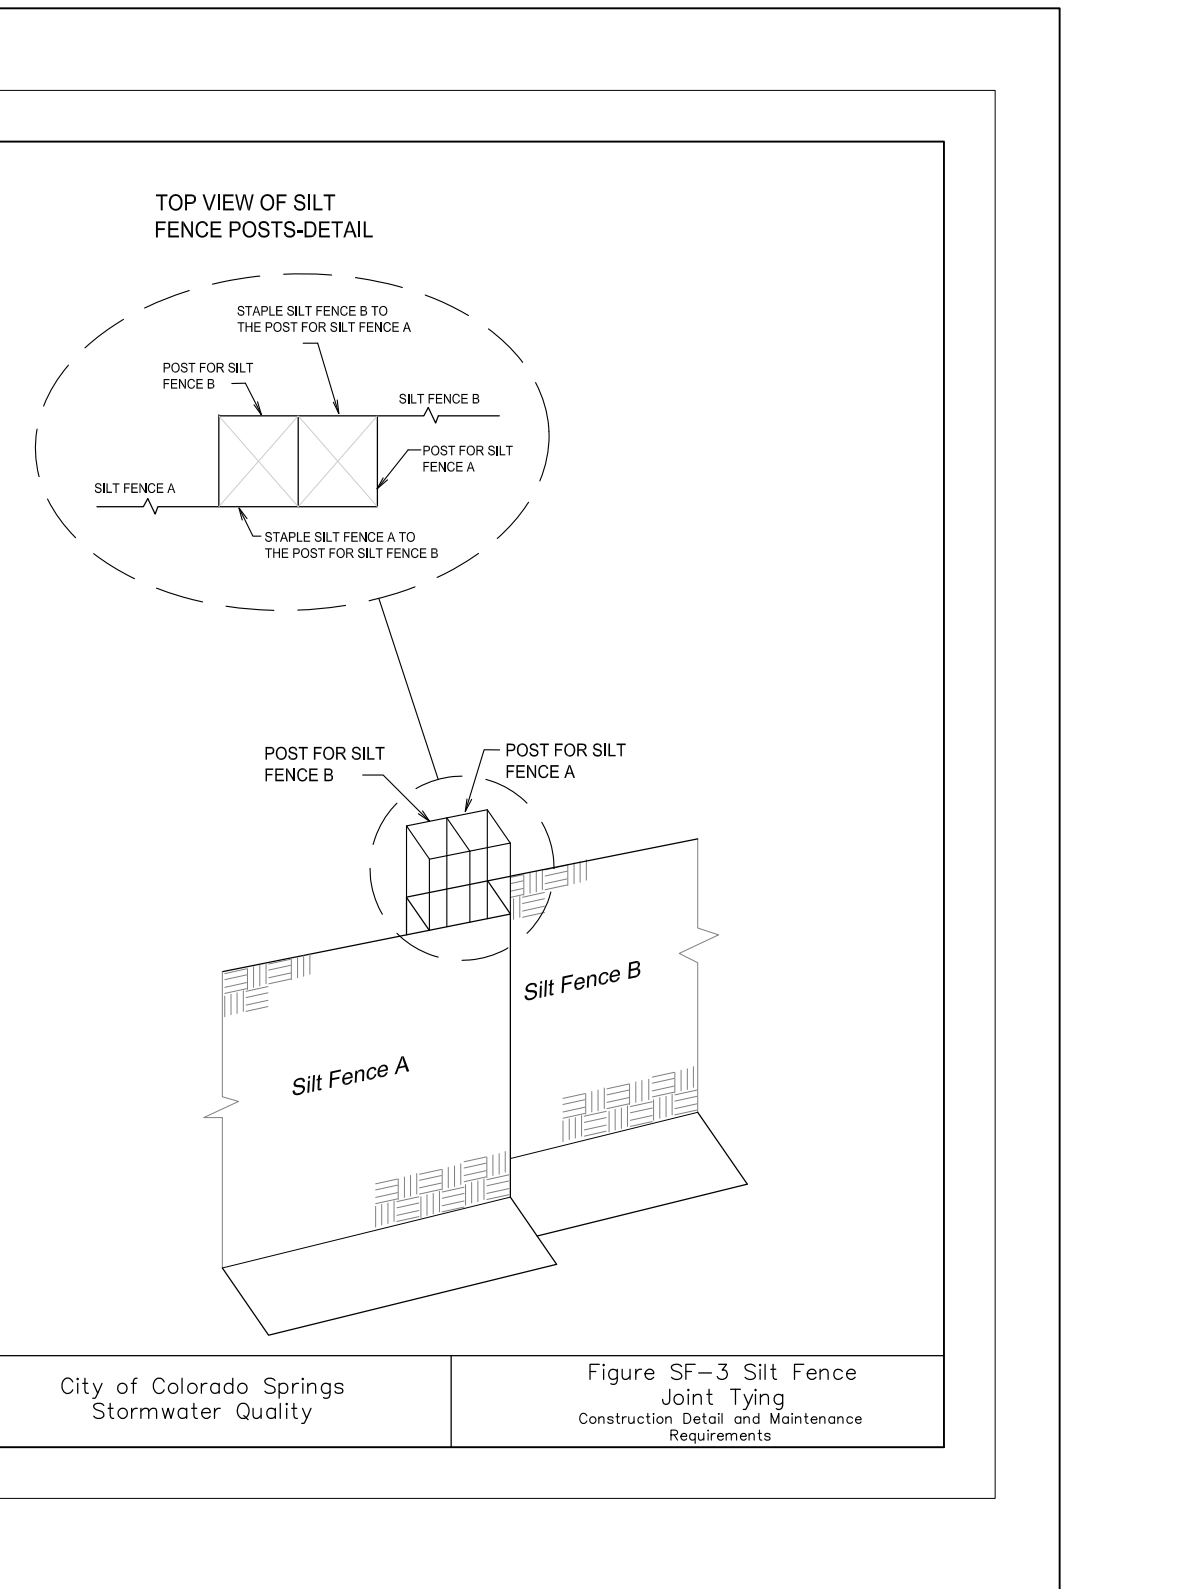 TOP VIEW OF SILT
FENCE POSTS-DETAIL
STAPLE SILT FENCE B TO
THE POST FOR SILT FENCE A
POST FOR SILT
FENCE B
SILT FENCE B
POST FOR SILT
FENCE A
SILT FENCE A
STAPLE SILT FENCE A TO
THE POST FOR SILT FENCE B
POST FOR SILT
FENCE B
POST FOR SILT
FENCE A
Silt Fence B
Silt Fence A
City of Colorado Springs
Stormwater Quality
Figure SF-3 Silt Fence
Joint Tying
Construction Detail and Maintenance
Requirements